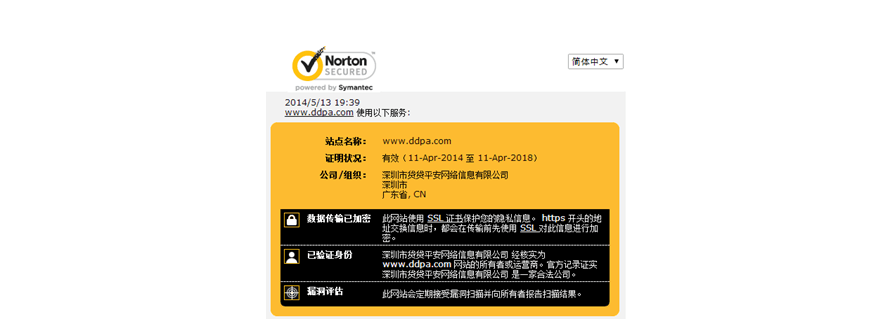 Norton
SECURED
powered by Symantec
简体中文
2014/5/13 19:39
www.ddpa.com 使用以下服务:
站点名称: www.ddpa.com
证明状况: 有效 (11-Apr-2014 至 11-Apr-2018)
公司/组织: 深圳市贷贷平安网络信息有限公司
深圳市
广东省, CN
数据传输已加密 此网站使用 SSL 证书保护您的隐私信息。 https 开头的地
址交换信息时，都会在传输前先使用 SSL 对此信息进行加
密。
已验证身份 深圳市贷贷平安网络信息有限公司 经核实为
www.ddpa.com 网站的所有者或运营商。官方记录证实
深圳市贷贷平安网络信息有限公司 是一家合法公司。
漏洞评估 此网站会定期接受漏洞扫描并向所有者报告扫描结果。